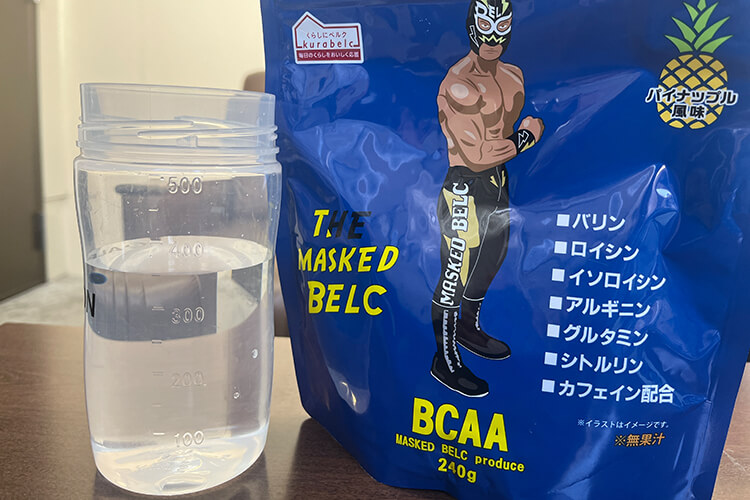 くらしにベルク
kurabelc
毎日のくらしをおいしく応援
BELC
パイナップル
風味
THE
MASKED
BELC
MASKED BELC
■バリン
■ロイシン
■イソロイシン
■アルギニン
■グルタミン
■シトルリン
■カフェイン配合
※イラストはイメージです。
※無果汁
BCAA
MASKED BELC produce
240g
500
400
300
200
100